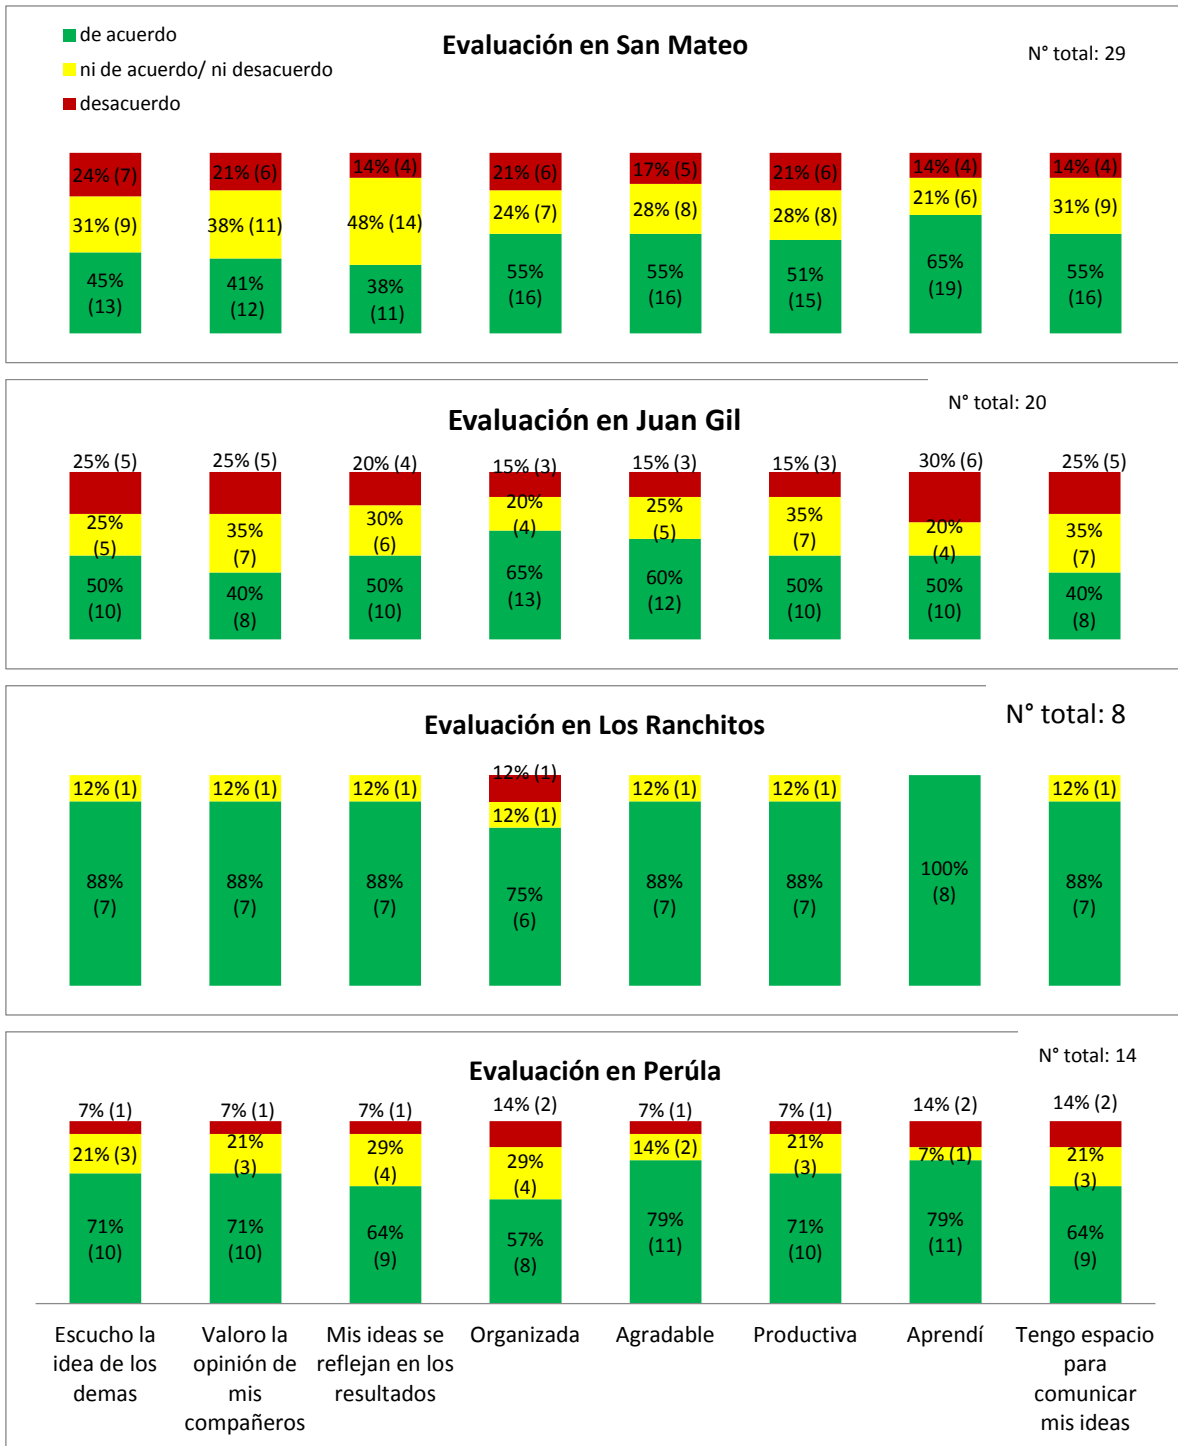 de acuerdo
Evaluación en San Mateo
N° total: 29
ni de acuerdo/ ni desacuerdo
desacuerdo
24% (7) 21% (6) 14% (4) 21% (6) 17% (5) 21% (6) 14% (4) 14% (4)
31% (9) 38% (11) 48% (14) 24% (7) 28% (8) 28% (8) 21% (6) 31% (9)
45% 41% 38% 55% 55% 51% 65% 55%
(13) (12) (11) (16) (16) (15) (19) (16)
N° total: 20
Evaluación en Juan Gil
25% (5) 25% (5) 20% (4) 15% (3) 15% (3) 15% (3) 30% (6) 25% (5)
25% 35% 30% 20% 25% 35% 20% 35%
(5) (7) (6) (4) (5) (7) (4) (7)
50% 40% 50% 65% 60% 50% 50% 40%
(10) (8) (10) (13) (12) (10) (10) (8)
N° total: 8
Evaluación en Los Ranchitos
12% (1)
12% (1) 12% (1) 12% (1) 12% (1) 12% (1) 12% (1) 12% (1)
88% 88% 88% 75% 88% 88% 100% 88%
(7) (7) (7) (6) (7) (7) (8) (7)
N° total: 14
Evaluación en Perúla
7% (1) 7% (1) 7% (1) 14% (2) 7% (1) 7% (1) 14% (2) 14% (2)
21% (3) 21% 29% 29% 14% (2) 21% 7% (1) 21%
(3) (4) (4) (3) (3)
71% 71% 64% 57% 79% 71% 79% 64%
(10) (10) (9) (8) (11) (10) (11) (9)
Escucho la Valoro la Mis ideas se Organizada Agradable Productiva Aprendí Tengo espacio
idea de los opinión de reflejan en los para
demas mis resultados comunicar
compañeros mis ideas